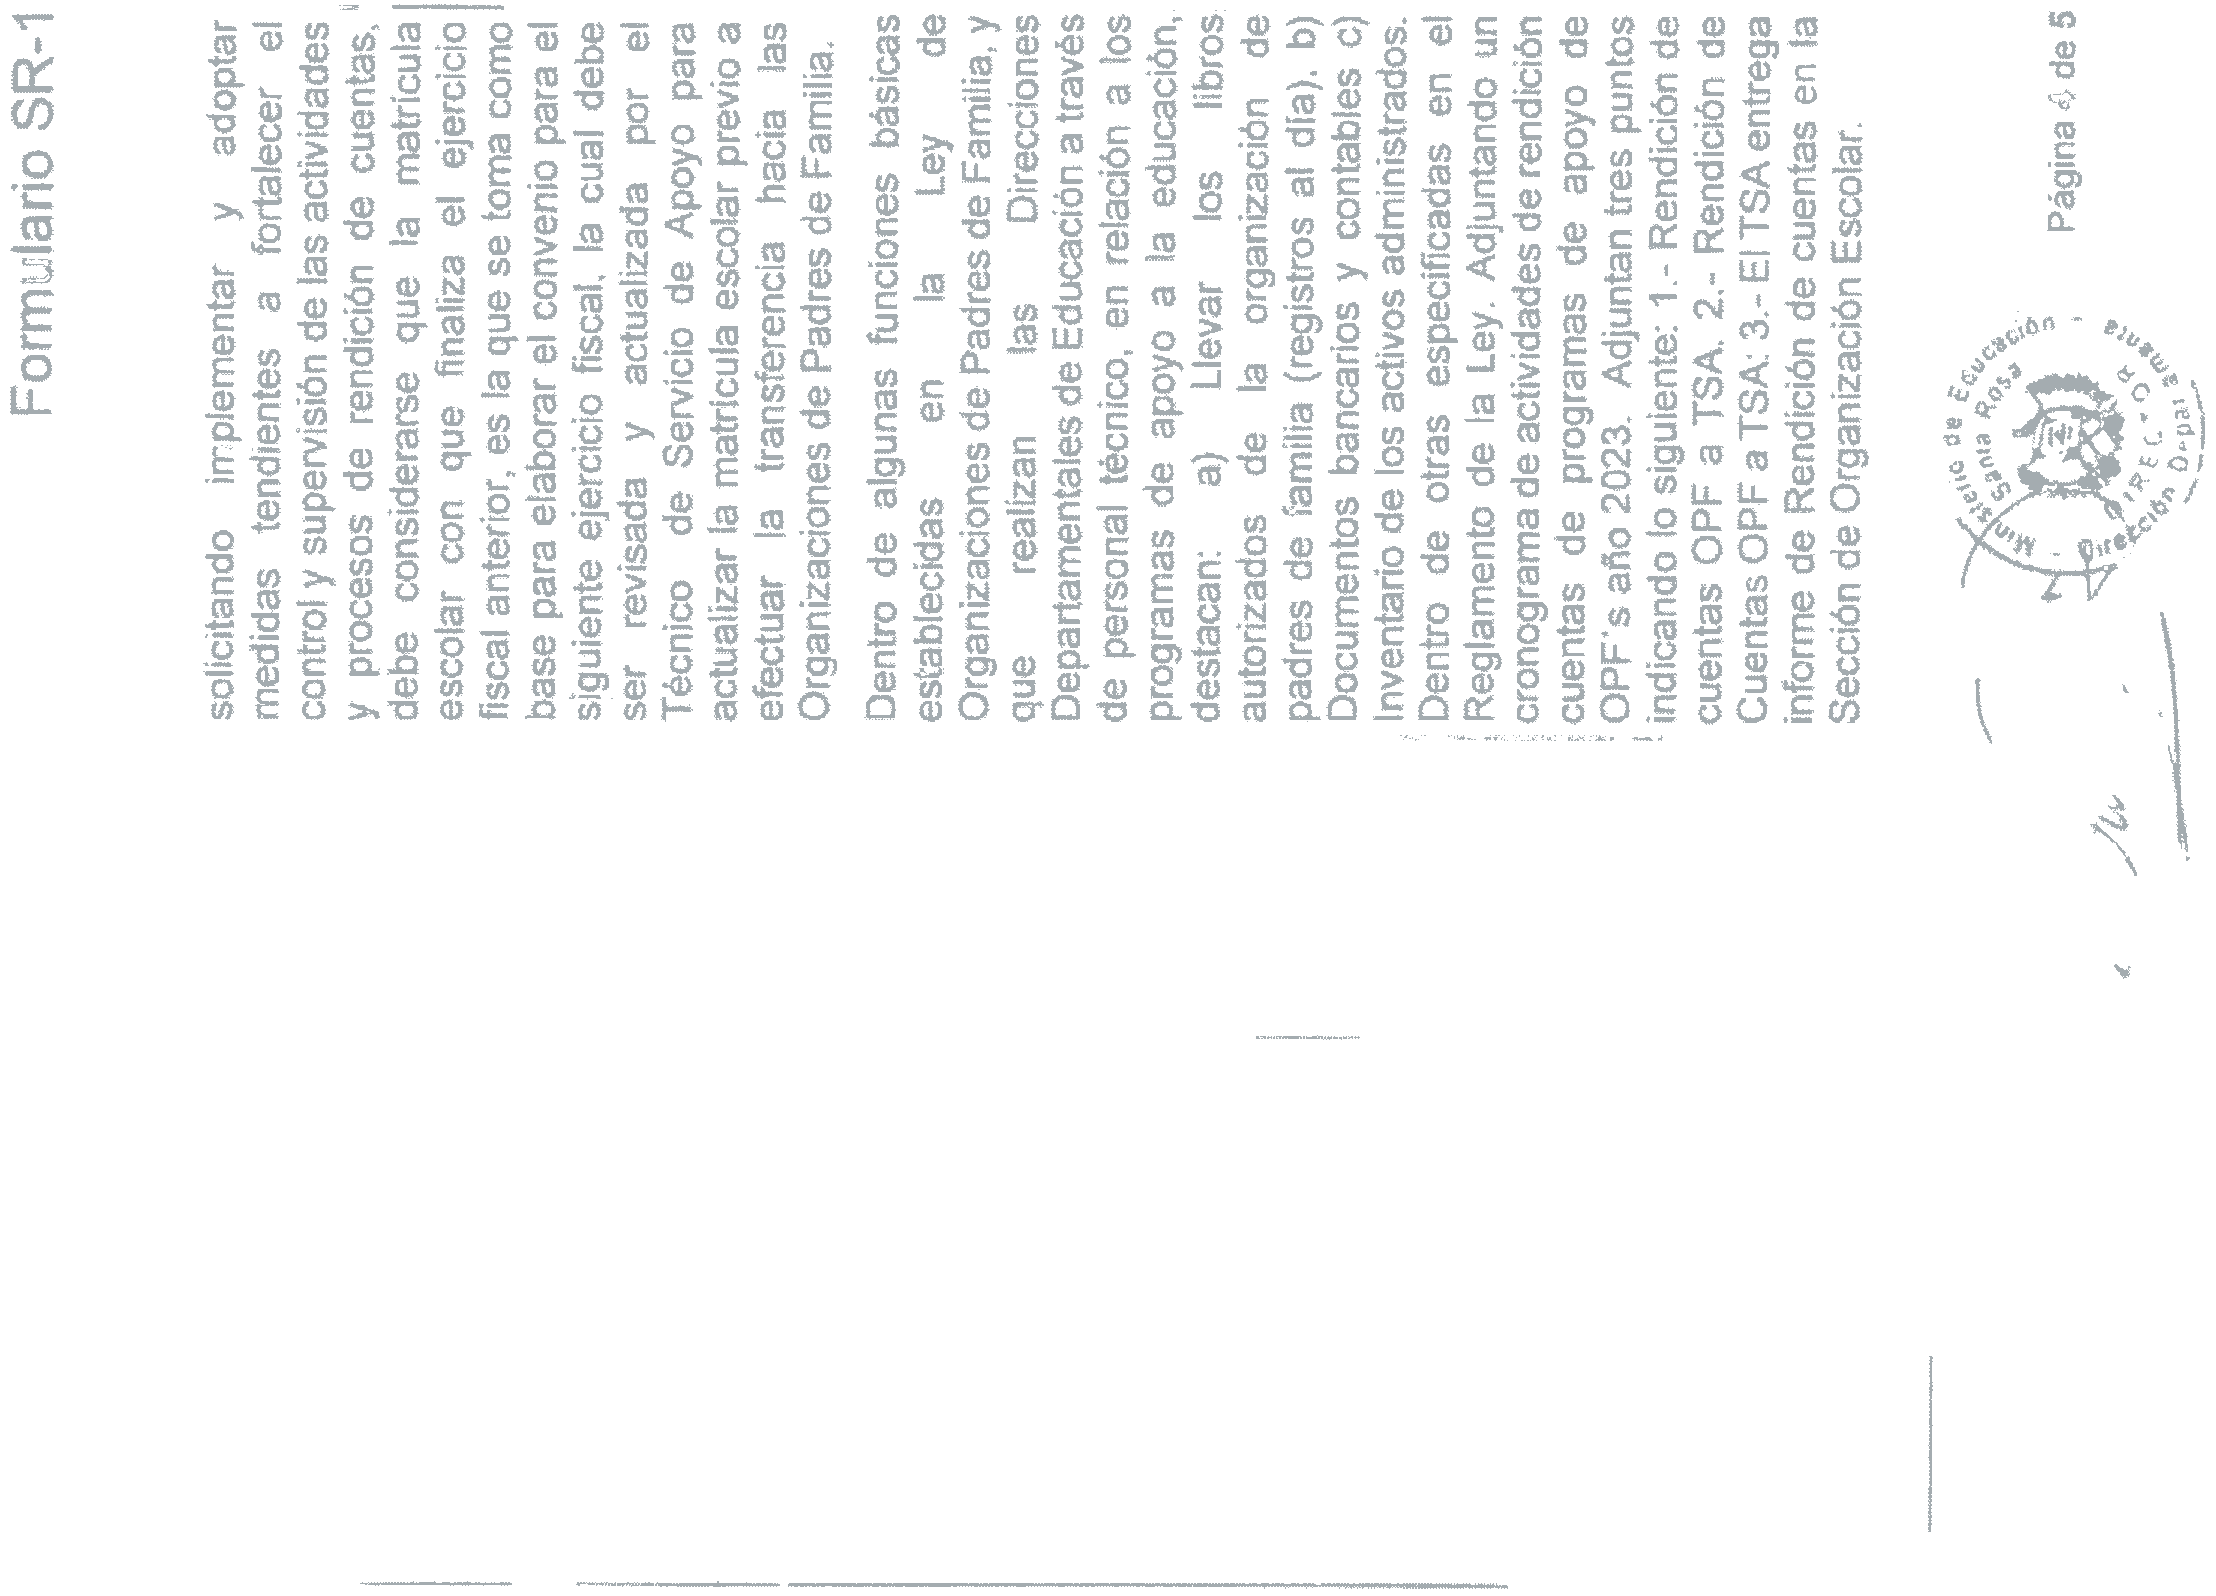 Formulario SR-1
solicitando implementar y adoptar
medidas tendientes a fortalecer el
control y supervisión de las actividades
y procesos de rendición de cuentas,
debe considerarse que la matrícula
escolar con que finaliza el ejercicio
fiscal anterior, es la que se toma como
base para elaborar el convenio para el
siguiente ejercicio fiscal, la cual debe
ser revisada y actualizada por el
Técnico de Servicio de Apoyo para
actualizar la matrícula escolar previo a
efectuar la transferencia hacia las
Organizaciones de Padres de Familia.
Dentro de algunas funciones básicas
establecidas en la Ley de
Organizaciones de Padres de Familia, y
que realizan las Direcciones
Departamentales de Educación a través
de personal técnico, en relación a los
programas de apoyo a la educación,
destacan: a) Llevar los libros
autorizados de la organización de
padres de familia (registros al día), b)
Documentos bancarios y contables c)
Inventario de los activos administrados.
Dentro de otras especificadas en el
Reglamento de la Ley. Adjuntando un
cronograma de actividades de rendición
cuentas de programas de apoyo de
OPF's año 2023. Adjuntan tres puntos
indicando lo siguiente: 1.- Rendición de
cuentas OPF a TSA. 2.- Rendición de
Cuentas OPF a TSA: 3.- El TSA entrega
informe de Rendición de cuentas en la
Sección de Organización Escolar.
Ministerio de Educación -
Santa Rosa
DIRECTOR
- Dirección Deptal
Página de 5